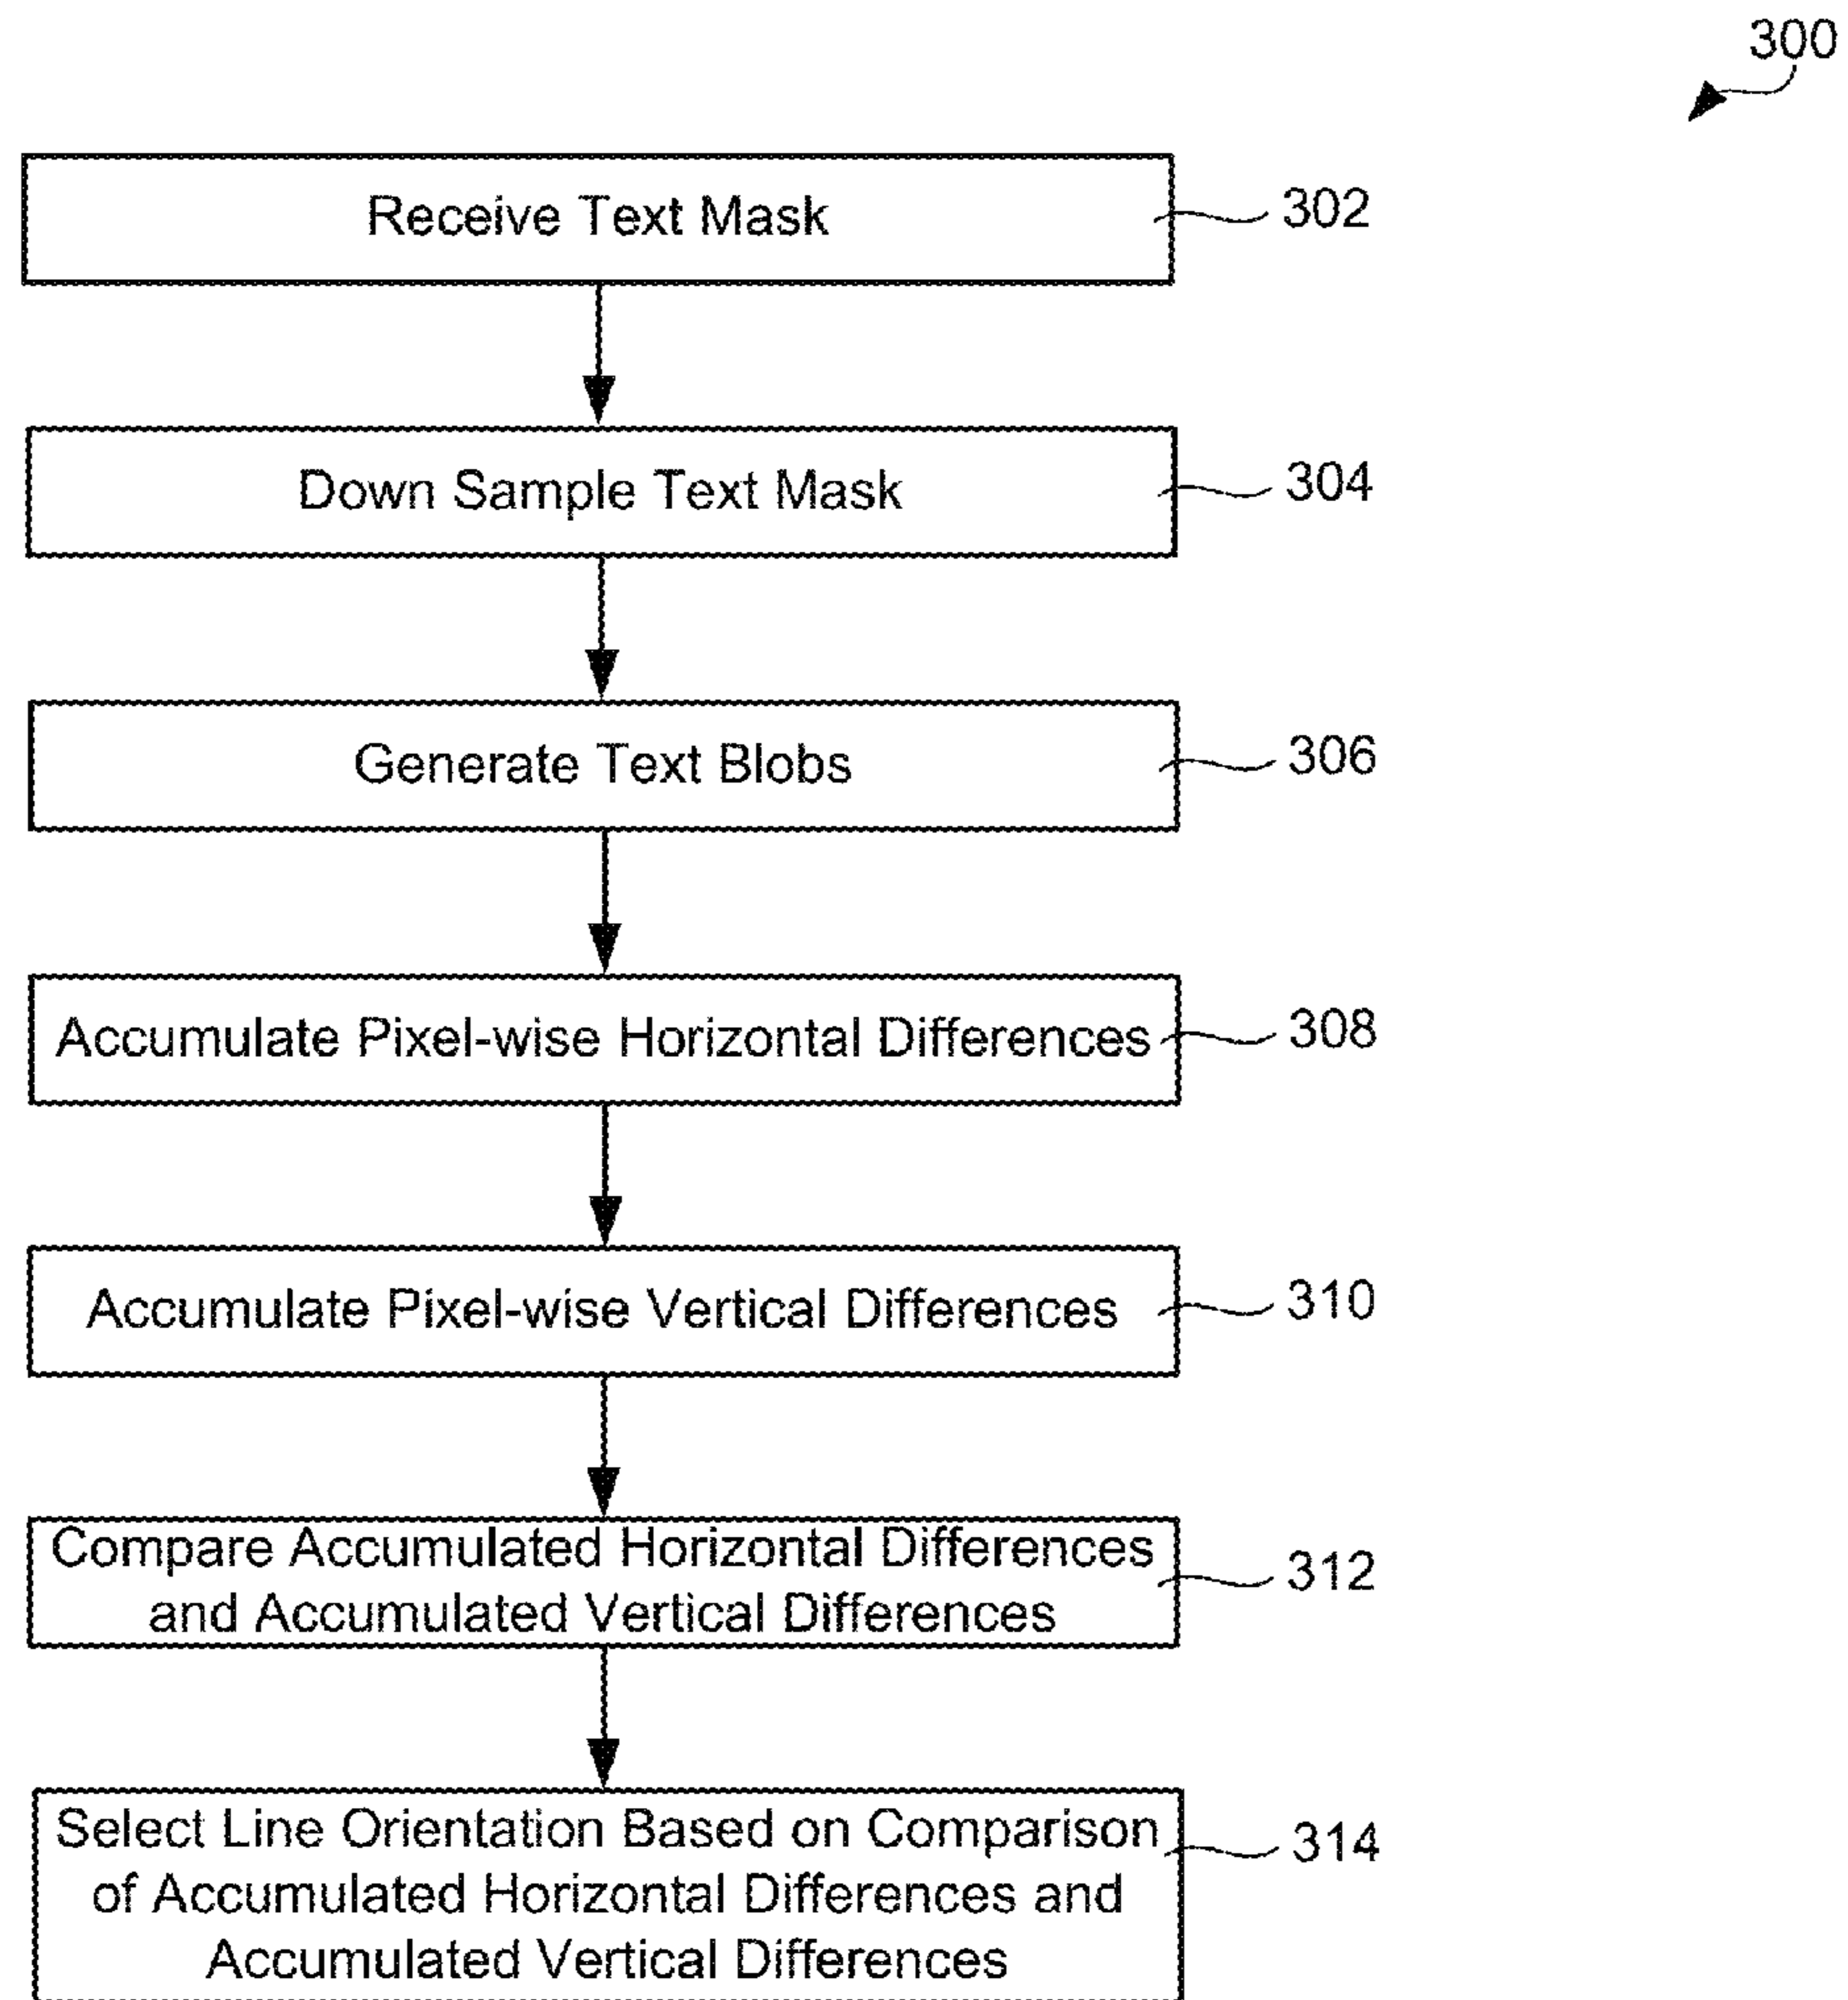 300
Receive Text Mask
302
Down Sample Text Mask
304
Generate Text Blobs
306
Accumulate Pixel-wise Horizontal Differences
308
Accumulate Pixel-wise Vertical Differences
310
Compare Accumulated Horizontal Differences
and Accumulated Vertical Differences
312
Select Line Orientation Based on Comparison
of Accumulated Horizontal Differences and
Accumulated Vertical Differences
314